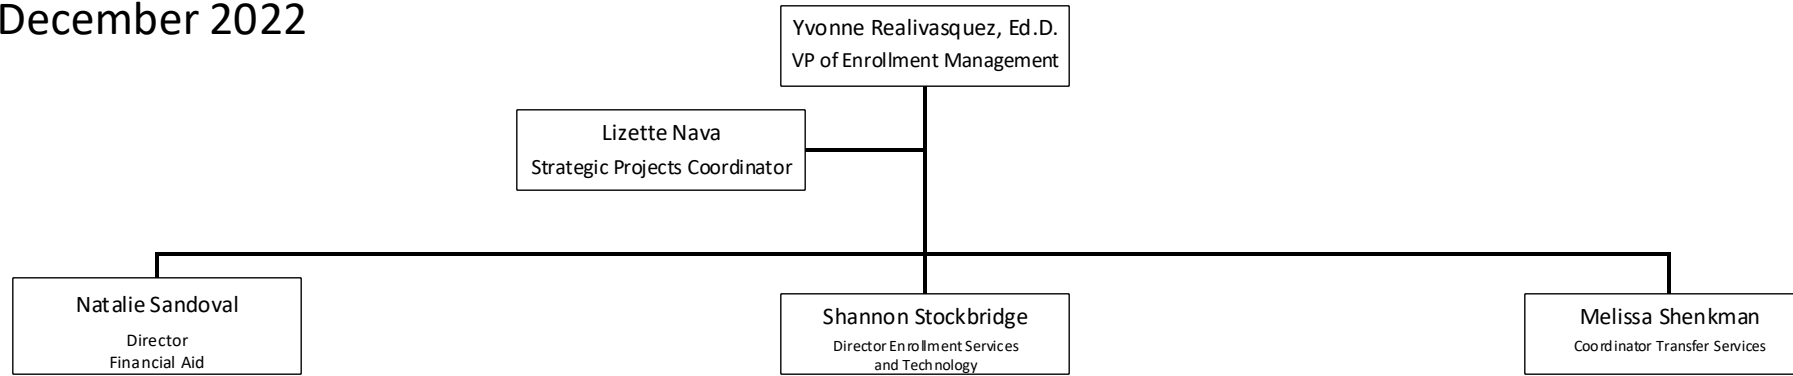 December 2022
Yvonne Realivasquez, Ed.D.
VP of Enrollment Management
Lizette Nava
Strategic Projects Coordinator
Natalie Sandoval
Director
Financial Aid
Shannon Stockbridge
Director Enrollment Services
and Technology
Melissa Shenkman
Coordinator Transfer Services